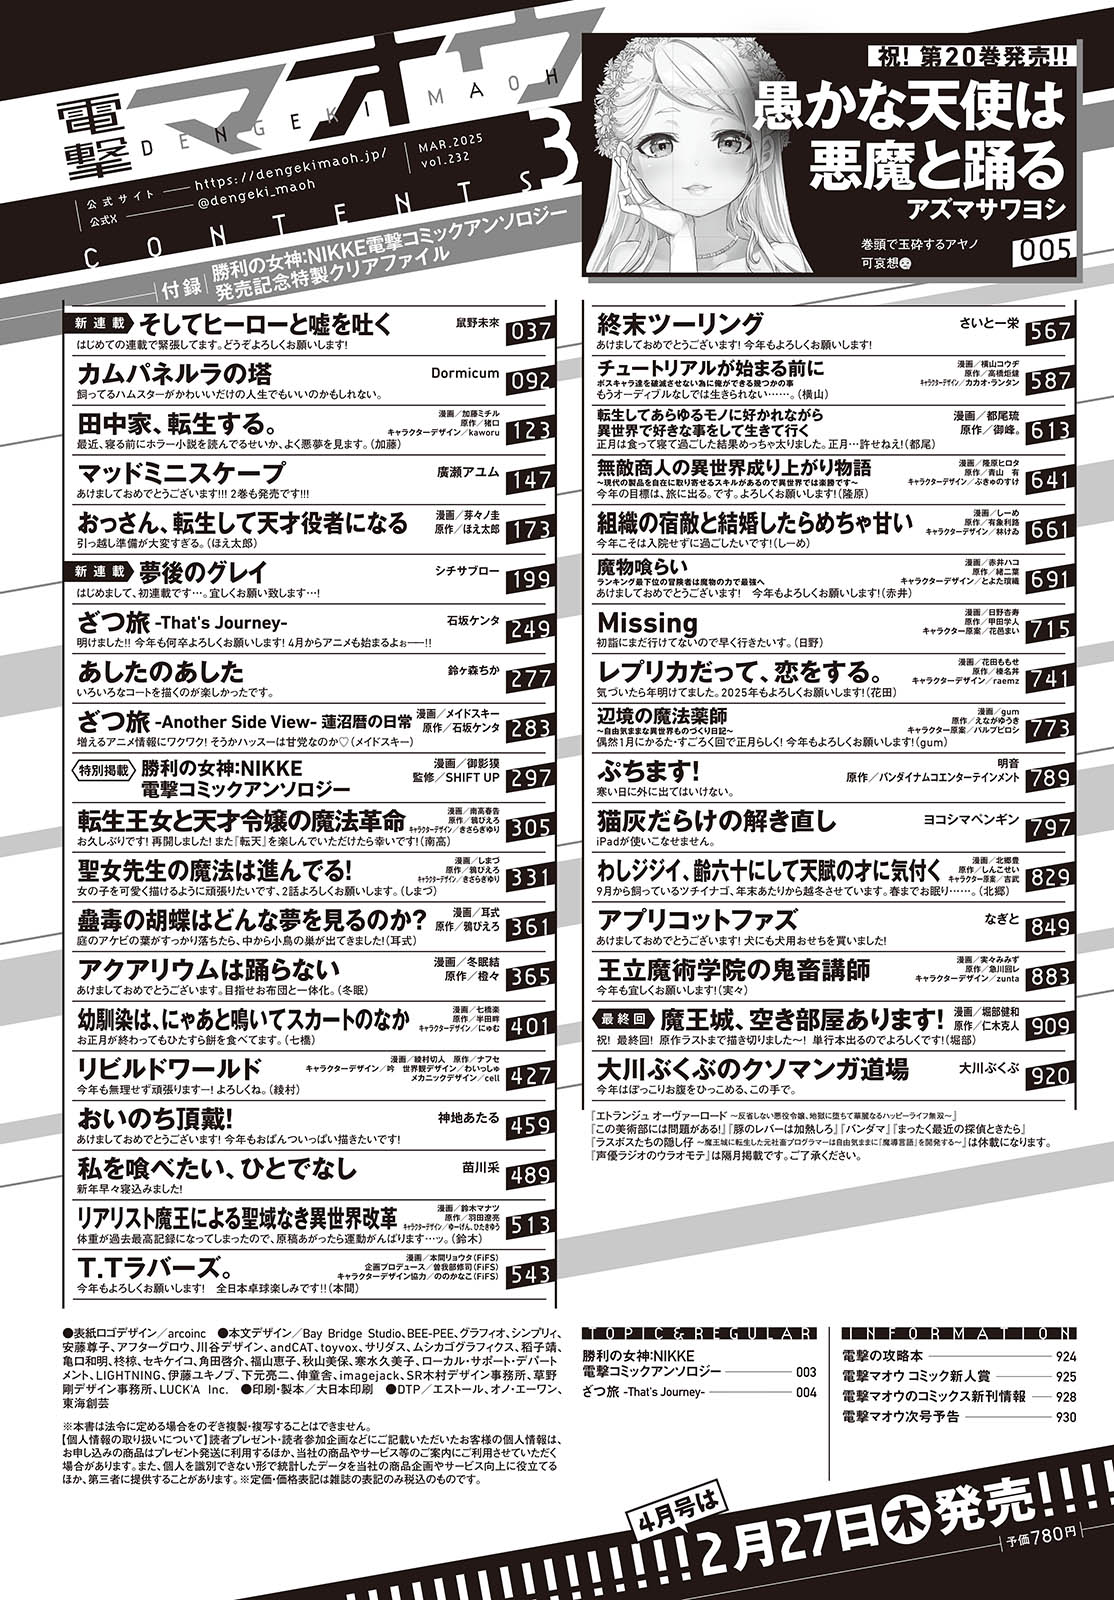 電撃マオウ
DENGEKI MAOH
公式サイト https://dengekimaoh.jp/
公式X @dengeki_maoh
MAR.2025
vol.232
3
CONTENTS
付録 勝利の女神:NIKKE電撃コミックアンソロジー
発売記念特製クリアファイル
祝! 第20巻発売!!
愚かな天使は
悪魔と踊る
アズマサワヨシ
巻頭で玉砕するアヤノ
可哀想
005
新連載 そしてヒーローと嘘を吐く 鼠野未來 037
はじめての連載で緊張してます。どうぞよろしくお願いします!
カムパネルラの塔 Dormicum 092
飼ってるハムスターがかわいいだけの人生でもいいのかもしれない。
田中家、転生する。 漫画/加藤ミチル 原作/猪口 キャラクターデザイン/kaworu 123
最近、寝る前にホラー小説を読んでるせいか、よく悪夢を見ます。(加藤)
マッドミニスケープ 廣瀬アユム 147
あけましておめでとうございます!!! 2巻も発売です!!!
おっさん、転生して天才役者になる 漫画/芽々ノ圭 原作/ほえ太郎 173
引っ越し準備が大変すぎる。(ほえ太郎)
新連載 夢後のグレイ シチサブロー 199
はじめまして、初連載です…。宜しくお願い致します…!
ざつ旅 -That's Journey- 石坂ケンタ 249
明けました!! 今年も何卒よろしくお願いします! 4月からアニメも始まるよぉ――!!
あしたのあした 鈴ヶ森ちか 277
いろいろなコートを描くのが楽しかったです。
ざつ旅 -Another Side View- 蓮沼暦の日常 漫画/メイドスキー 原作/石坂ケンタ 283
増えるアニメ情報にワクワク! そうかハッスーは甘党なのか♡(メイドスキー)
特別掲載 勝利の女神:NIKKE
電撃コミックアンソロジー 漫画/御影獏 監修/SHIFT UP 297
転生王女と天才令嬢の魔法革命 漫画/南高春告 原作/鴉ぴえろ キャラクターデザイン/きさらぎゆり 305
お久しぶりです! 再開しました! また『転天』を楽しんでいただけたら幸いです!(南高)
聖女先生の魔法は進んでる! 漫画/しまづ 原作/鴉ぴえろ キャラクターデザイン/きさらぎゆり 331
女の子を可愛く描けるように頑張りたいです、2話よろしくお願いします。(しまづ)
蠱毒の胡蝶はどんな夢を見るのか? 漫画/耳式 原作/鴉ぴえろ 361
庭のアケビの葉がすっかり落ちたら、中から小鳥の巣が出てきました!(耳式)
アクアリウムは踊らない 漫画/冬眠結 原作/橙々 365
あけましておめでとうございます。目指せお布団と一体化。(冬眠)
幼馴染は、にゃあと鳴いてスカートのなか 漫画/七橋楽 原作/半田畔 キャラクターデザイン/にゅむ 401
お正月が終わってもひたすら餅を食べてます。(七橋)
リビルドワールド 漫画/綾村切人 原作/ナフセ キャラクターデザイン/吟 世界観デザイン/わいっしゅ メカニックデザイン/cell 427
今年も無理せず頑張りますー! よろしくね。(綾村)
おいのち頂戴! 神地あたる 459
あけましておめでとうございます! 今年もおぱんついっぱい描きたいです!
私を喰べたい、ひとでなし 苗川采 489
新年早々寝込みました!
リアリスト魔王による聖域なき異世界改革 漫画/鈴木マナツ 原作/羽田遼亮 キャラクターデザイン/ゆーげん、ひたきゆう 513
体重が過去最高記録になってしまったので、原稿あがったら運動がんばります…ッ。(鈴木)
T.Tラバーズ。 漫画/本間リョウタ(FiFS) 企画プロデュース/曽我部修司(FiFS) キャラクターデザイン協力/ののかなこ(FiFS) 543
今年もよろしくお願いします! 全日本卓球楽しみです!!(本間)
終末ツーリング さいとー栄 567
あけましておめでとうございます! 今年もよろしくお願いします!
チュートリアルが始まる前に 漫画/横山コウヂ 原作/高橋炬燵 キャラクターデザイン/カカオ・ランタン 587
ボスキャラ達を破滅させない為に俺ができる幾つかの事
もうオーディブルなしでは生きられない……。(横山)
転生してあらゆるモノに好かれながら
異世界で好きな事をして生きて行く 漫画/都尾琉 原作/御峰。 613
正月は食って寝て過ごした結果めっちゃ太りました。正月…許せねえ!(都尾)
無敵商人の異世界成り上がり物語 漫画/隆原ヒロタ 原作/青山 有 キャラクターデザイン/ぷきゅのすけ 641
~現代の製品を自在に取り寄せるスキルがあるので異世界では楽勝です~
今年の目標は、旅に出る。です。よろしくお願いします!(隆原)
組織の宿敵と結婚したらめちゃ甘い 漫画/しーめ 原作/有象利路 キャラクターデザイン/林けゐ 661
今年こそは入院せずに過ごしたいです!(しーめ)
魔物喰らい 漫画/赤井ハコ 原作/緒二葉 キャラクターデザイン/とよた瑣織 691
ランキング最下位の冒険者は魔物の力で最強へ
あけましておめでとうございます! 今年もよろしくお願いします!(赤井)
Missing 漫画/日野杏寿 原作/甲田学人 キャラクター原案/花邑まい 715
初詣にまだ行けてないので早く行きたいす。(日野)
レプリカだって、恋をする。 漫画/花田ももせ 原作/榛名丼 キャラクターデザイン/raemz 741
気づいたら年明けてました。2025年もよろしくお願いします!(花田)
辺境の魔法薬師 漫画/gum 原作/えながゆうき キャラクター原案/パルプピロシ 773
~自由気ままな異世界ものづくり日記~
偶然1月にかるた・すごろく回で正月らしく! 今年もよろしくお願いします!(gum)
ぷちます! 明音 原作/バンダイナムコエンターテインメント 789
寒い日に外に出てはいけない。
猫灰だらけの解き直し ヨコシマペンギン 797
iPadが使いこなせません。
わしジジイ、齢六十にして天賦の才に気付く 漫画/北郷豊 原作/しんこせい キャラクター原案/吉武 829
9月から飼っているツチイナゴ、年末あたりから越冬させています。春までお眠り……。(北郷)
アプリコットファズ なぎと 849
あけましておめでとうございます! 犬にも犬用おせちを買いました!
王立魔術学院の鬼畜講師 漫画/実々みみず 原作/急川回レ キャラクターデザイン/zunta 883
今年も宜しくお願いします!(実々)
最終回 魔王城、空き部屋あります! 漫画/堀部健和 原作/仁木克人 909
祝! 最終回! 原作ラストまで描き切りました~! 単行本出るのでよろしくです!(堀部)
大川ぶくぶのクソマンガ道場 大川ぶくぶ 920
今年はぽっこりお腹をひっこめる、この手で。
『エトランジュ オーヴァーロード ~反省しない悪役令嬢、地獄に堕ちて華麗なるハッピーライフ無双~』
『この美術部には問題がある!』『豚のレバーは加熱しろ』『バンダマ』『まったく最近の探偵ときたら』
『ラスボスたちの隠し仔 ~魔王城に転生した元社畜プログラマーは自由気ままに『魔導言語』を開発する~』は休載になります。
『声優ラジオのウラオモテ』は隔月掲載です。ご了承ください。
●表紙ロゴデザイン/arcoinc ●本文デザイン/Bay Bridge Studio、BEE-PEE、グラフィオ、シンプリィ、
安藤尊子、アフターグロウ、川谷デザイン、andCAT、toyvox、サリダス、ムシカゴグラフィクス、稻子靖、
亀口和明、柊椋、セキケイコ、角田啓介、福山恵子、秋山美保、寒水久美子、ローカル・サポート・デパート
メント、LIGHTNING、伊藤ユキノブ、下元亮二、伸童舎、imagejack、SR木村デザイン事務所、草野
剛デザイン事務所、LUCK'A Inc. ●印刷・製本/大日本印刷 ●DTP/エストール、オノ・エーワン、
東海創芸
※本書は法令に定める場合をのぞき複製・複写することはできません。
【個人情報の取り扱いについて】読者プレゼント・読者参加企画などにご記載いただいたお客様の個人情報は、
お申し込みの商品はプレゼント発送に利用するほか、当社の商品やサービス等のご案内にご利用させていただく
場合があります。また、個人を識別できない形で統計したデータを当社の商品企画やサービス向上に役立てる
ほか、第三者に提供することがあります。※定価・価格表記は雑誌の表記のみ税込のものです。
TOPIC&REGULAR
勝利の女神:NIKKE
電撃コミックアンソロジー 003
ざつ旅 -That's Journey- 004
INFORMATION
電撃の攻略本 924
電撃マオウ コミック新人賞 925
電撃マオウのコミックス新刊情報 928
電撃マオウ次号予告 930
4月号は
2月27日木発売!!!!
予価780円